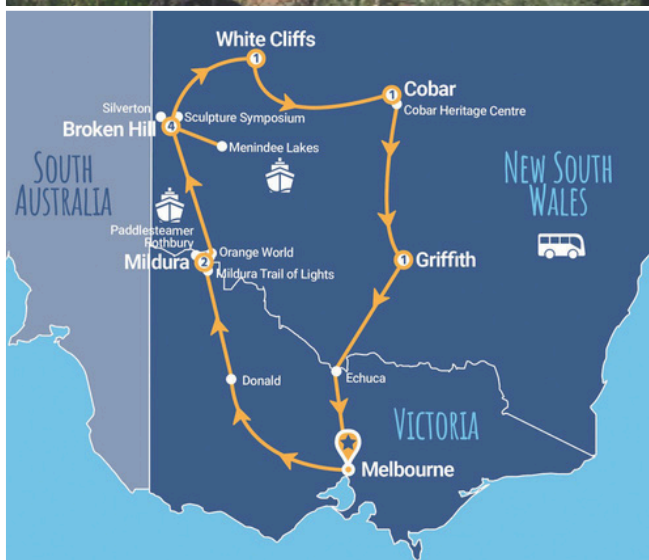 White Cliffs
1
1
Cobar
Cobar Heritage Centre
Silverton
Sculpture Symposium
Broken Hill
4
Menindee Lakes
SOUTH
AUSTRALIA
NEW SOUTH
WALES
Paddlesteamer
Rothbury
Orange World
Mildura
2
Mildura Trail of Lights
1
Griffith
Donald
Echuca
VICTORIA
Melbourne